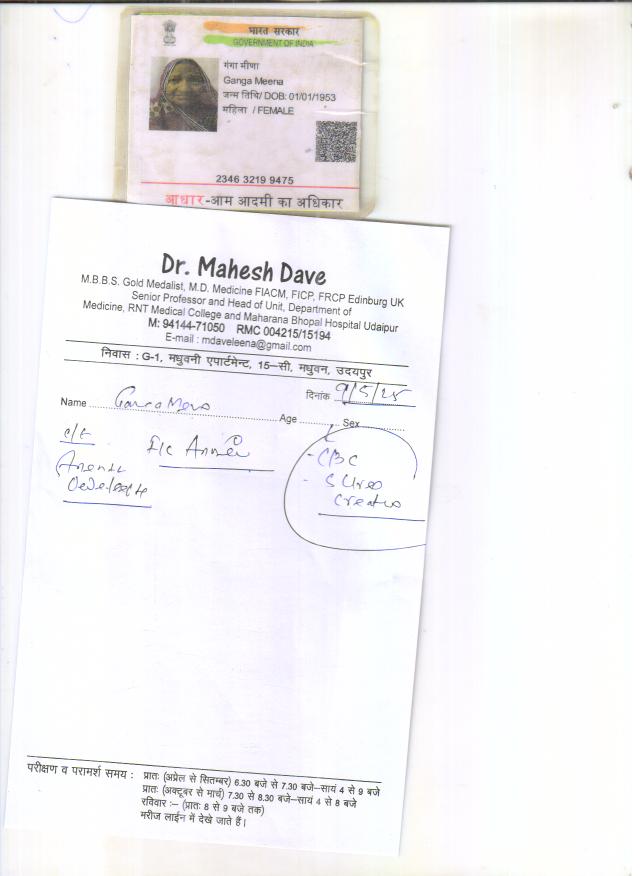 भारत सरकार
GOVERNMENT OF INDIA
गंगा मीणा
Ganga Meena
जन्म तिथि/ DOB: 01/01/1953
महिला / FEMALE
2346 3219 9475
आधार-आम आदमी का अधिकार
Dr. Mahesh Dave
M.B.B.S. Gold Medalist, M.D. Medicine FIACM, FICP, FRCP Edinburg UK
Senior Professor and Head of Unit, Department of
Medicine, RNT Medical College and Maharana Bhopal Hospital Udaipur
M: 94144-71050 RMC 004215/15194
E-mail : mdaveleena@gmail.com
निवास : G-1, मधुवनी एपार्टमेन्ट, 15–सी, मधुवन, उदयपुर
दिनांक 9/5/25
Name Ganga Age Sex
c/c
CBC
S Urea
परीक्षण व परामर्श समय : प्रातः (अप्रेल से सितम्बर) 6.30 बजे से 7.30 बजे–सायं 4 से 9 बजे
प्रातः (अक्टूबर से मार्च) 7.30 से 8.30 बजे–सायं 4 से 8 बजे
रविवार :– (प्रातः 8 से 9 बजे तक)
मरीज लाईन में देखे जाते हैं।